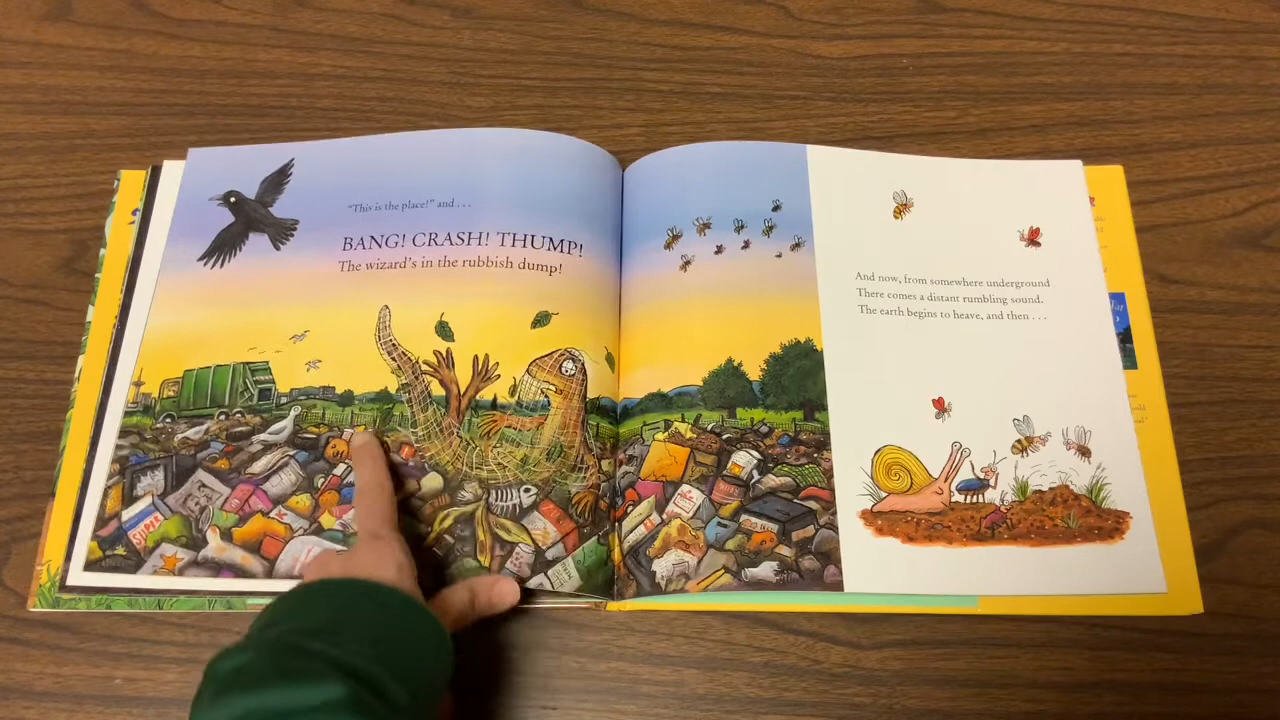 “This is the place!” and . . .
BANG! CRASH! THUMP!
The wizard’s in the rubbish dump!
And now, from somewhere underground
There comes a distant rumbling sound.
The earth begins to heave, and then . . .
SUPER